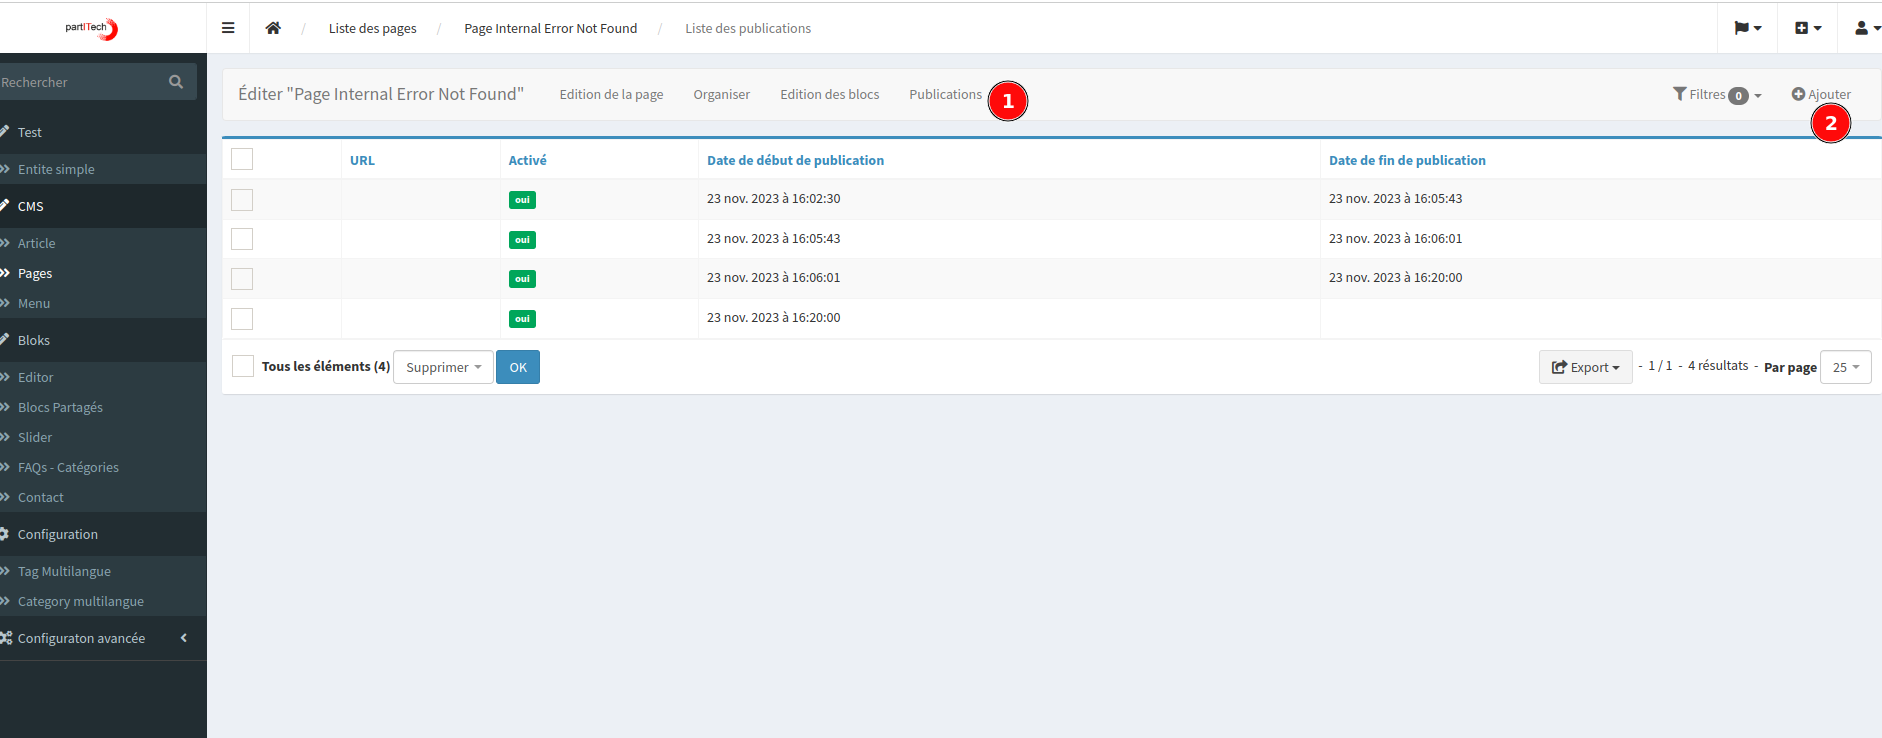 partITech
Liste des pages / Page Internal Error Not Found / Liste des publications
Rechercher
Test
Entite simple
CMS
Article
Pages
Menu
Bloks
Editor
Blocs Partagés
Slider
FAQs - Catégories
Contact
Configuration
Tag Multilangue
Category multilangue
Configuraton avancée
Éditer "Page Internal Error Not Found" Edition de la page Organiser Edition des blocs Publications 1 Filtres 0 Ajouter
2
URL Activé Date de début de publication Date de fin de publication
oui 23 nov. 2023 à 16:02:30 23 nov. 2023 à 16:05:43
oui 23 nov. 2023 à 16:05:43 23 nov. 2023 à 16:06:01
oui 23 nov. 2023 à 16:06:01 23 nov. 2023 à 16:20:00
oui 23 nov. 2023 à 16:20:00
Tous les éléments (4) Supprimer OK Export - 1 / 1 - 4 résultats - Par page 25